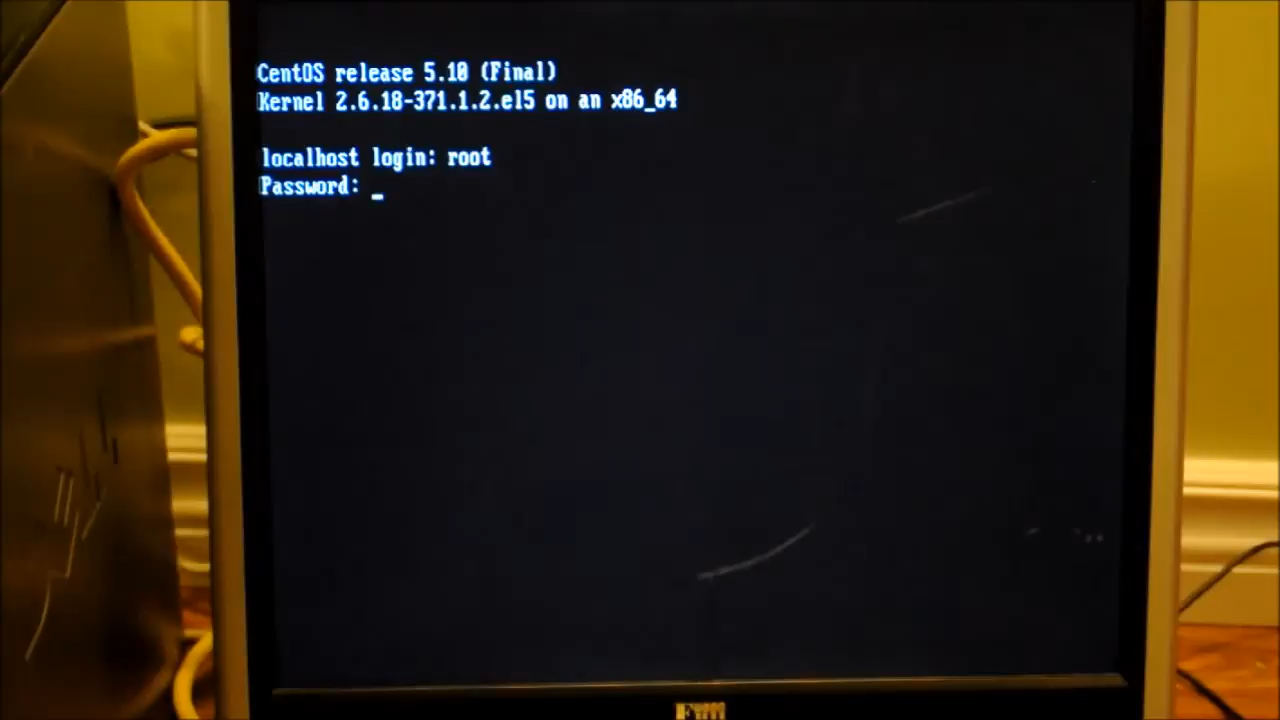 CentOS release 5.10 (Final)
Kernel 2.6.18-371.1.2.el5 on an x86_64
localhost login: root
Password: _